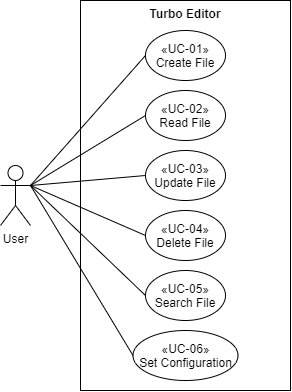 Turbo Editor
«UC-01»
Create File
«UC-02»
Read File
«UC-03»
Update File
User
«UC-04»
Delete File
«UC-05»
Search File
«UC-06»
Set Configuration